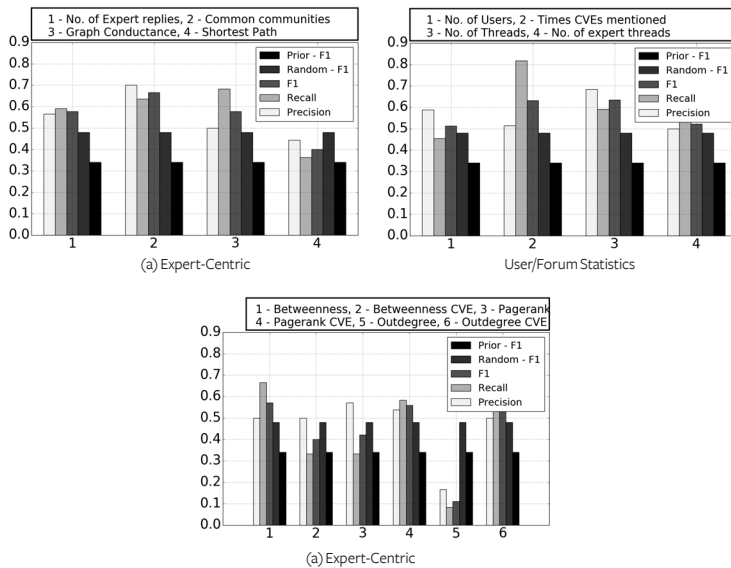 1 - No. of Expert replies, 2 - Common communities
3 - Graph Conductance, 4 - Shortest Path
0.9
0.8
0.7
0.6
0.5
0.4
0.3
0.2
0.1
0.0
Prior - F1
Random - F1
F1
Recall
Precision
1 2 3 4
(a) Expert-Centric
1 - No. of Users, 2 - Times CVEs mentioned
3 - No. of Threads, 4 - No. of expert threads
0.9
0.8
0.7
0.6
0.5
0.4
0.3
0.2
0.1
0.0
Prior - F1
Random - F1
F1
Recall
Precision
1 2 3 4
User/Forum Statistics
1 - Betweenness, 2 - Betweenness CVE, 3 - Pagerank
4 - Pagerank CVE, 5 - Outdegree, 6 - Outdegree CVE
0.9
0.8
0.7
0.6
0.5
0.4
0.3
0.2
0.1
0.0
Prior - F1
Random - F1
F1
Recall
Precision
1 2 3 4 5 6
(a) Expert-Centric